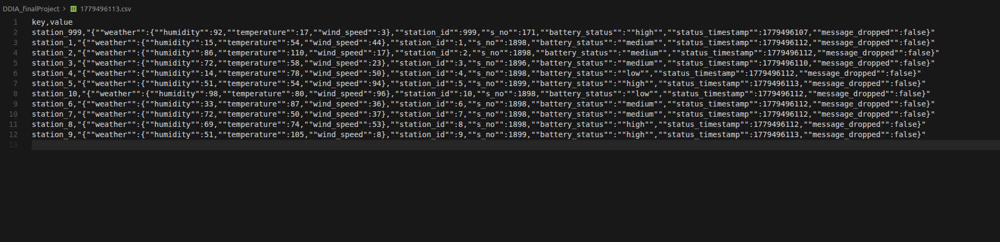 DDIA_finalProject > 1779496113.csv
1 key,value
2 station_999,"{""weather"":{""humidity"":92,""temperature"":17,""wind_speed"":3},""station_id"":999,""s_no"":171,""battery_status"":""high"",""status_timestamp"":1779496107,""message_dropped"":false}"
3 station_1,"{""weather"":{""humidity"":15,""temperature"":54,""wind_speed"":44},""station_id"":1,""s_no"":1898,""battery_status"":""medium"",""status_timestamp"":1779496112,""message_dropped"":false}"
4 station_2,"{""weather"":{""humidity"":86,""temperature"":110,""wind_speed"":17},""station_id"":2,""s_no"":1898,""battery_status"":""medium"",""status_timestamp"":1779496112,""message_dropped"":false}"
5 station_3,"{""weather"":{""humidity"":72,""temperature"":58,""wind_speed"":23},""station_id"":3,""s_no"":1896,""battery_status"":""medium"",""status_timestamp"":1779496110,""message_dropped"":false}"
6 station_4,"{""weather"":{""humidity"":14,""temperature"":78,""wind_speed"":50},""station_id"":4,""s_no"":1898,""battery_status"":""low"",""status_timestamp"":1779496112,""message_dropped"":false}"
7 station_5,"{""weather"":{""humidity"":51,""temperature"":54,""wind_speed"":94},""station_id"":5,""s_no"":1899,""battery_status"":""high"",""status_timestamp"":1779496113,""message_dropped"":false}"
8 station_10,"{""weather"":{""humidity"":98,""temperature"":80,""wind_speed"":96},""station_id"":10,""s_no"":1898,""battery_status"":""low"",""status_timestamp"":1779496112,""message_dropped"":false}"
9 station_6,"{""weather"":{""humidity"":33,""temperature"":87,""wind_speed"":36},""station_id"":6,""s_no"":1898,""battery_status"":""medium"",""status_timestamp"":1779496112,""message_dropped"":false}"
10 station_7,"{""weather"":{""humidity"":72,""temperature"":50,""wind_speed"":37},""station_id"":7,""s_no"":1898,""battery_status"":""medium"",""status_timestamp"":1779496112,""message_dropped"":false}"
11 station_8,"{""weather"":{""humidity"":69,""temperature"":74,""wind_speed"":53},""station_id"":8,""s_no"":1898,""battery_status"":""high"",""status_timestamp"":1779496112,""message_dropped"":false}"
12 station_9,"{""weather"":{""humidity"":51,""temperature"":105,""wind_speed"":8},""station_id"":9,""s_no"":1899,""battery_status"":""high"",""status_timestamp"":1779496113,""message_dropped"":false}"
13